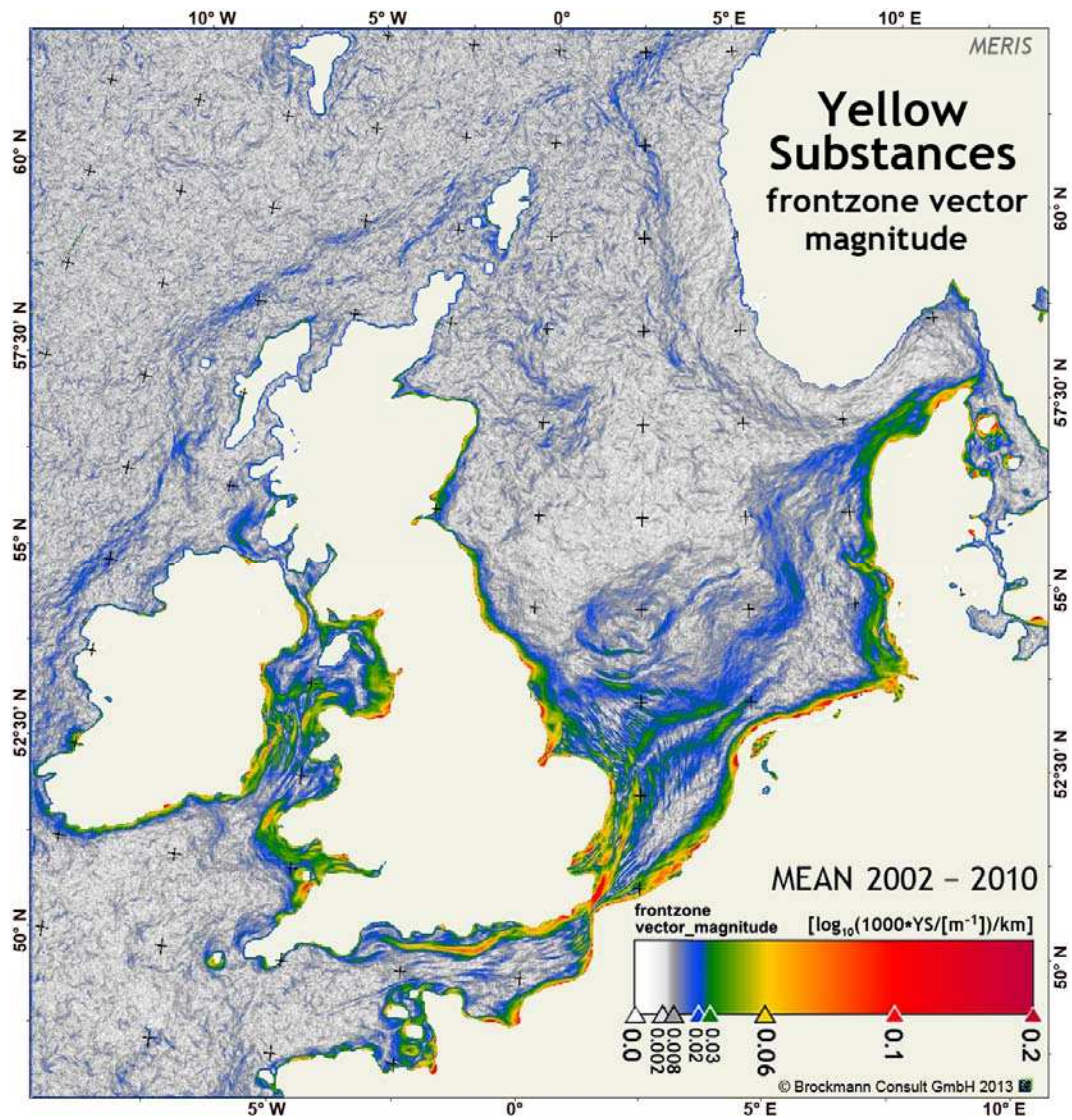 10° W 5° W 0° 5° E 10° E
MERIS
Yellow
Substances
frontzone vector
magnitude
60° N
60° N
57°30' N
57°30' N
55° N
55° N
52°30' N
52°30' N
50° N
50° N
MEAN 2002 – 2010
frontzone
vector_magnitude [log₁₀(1000*YS/[m⁻¹])/km]
0.0 0.002 0.008 0.02 0.03 0.06 0.1 0.2
© Brockmann Consult GmbH 2013
5° W 0° 5° E 10° E